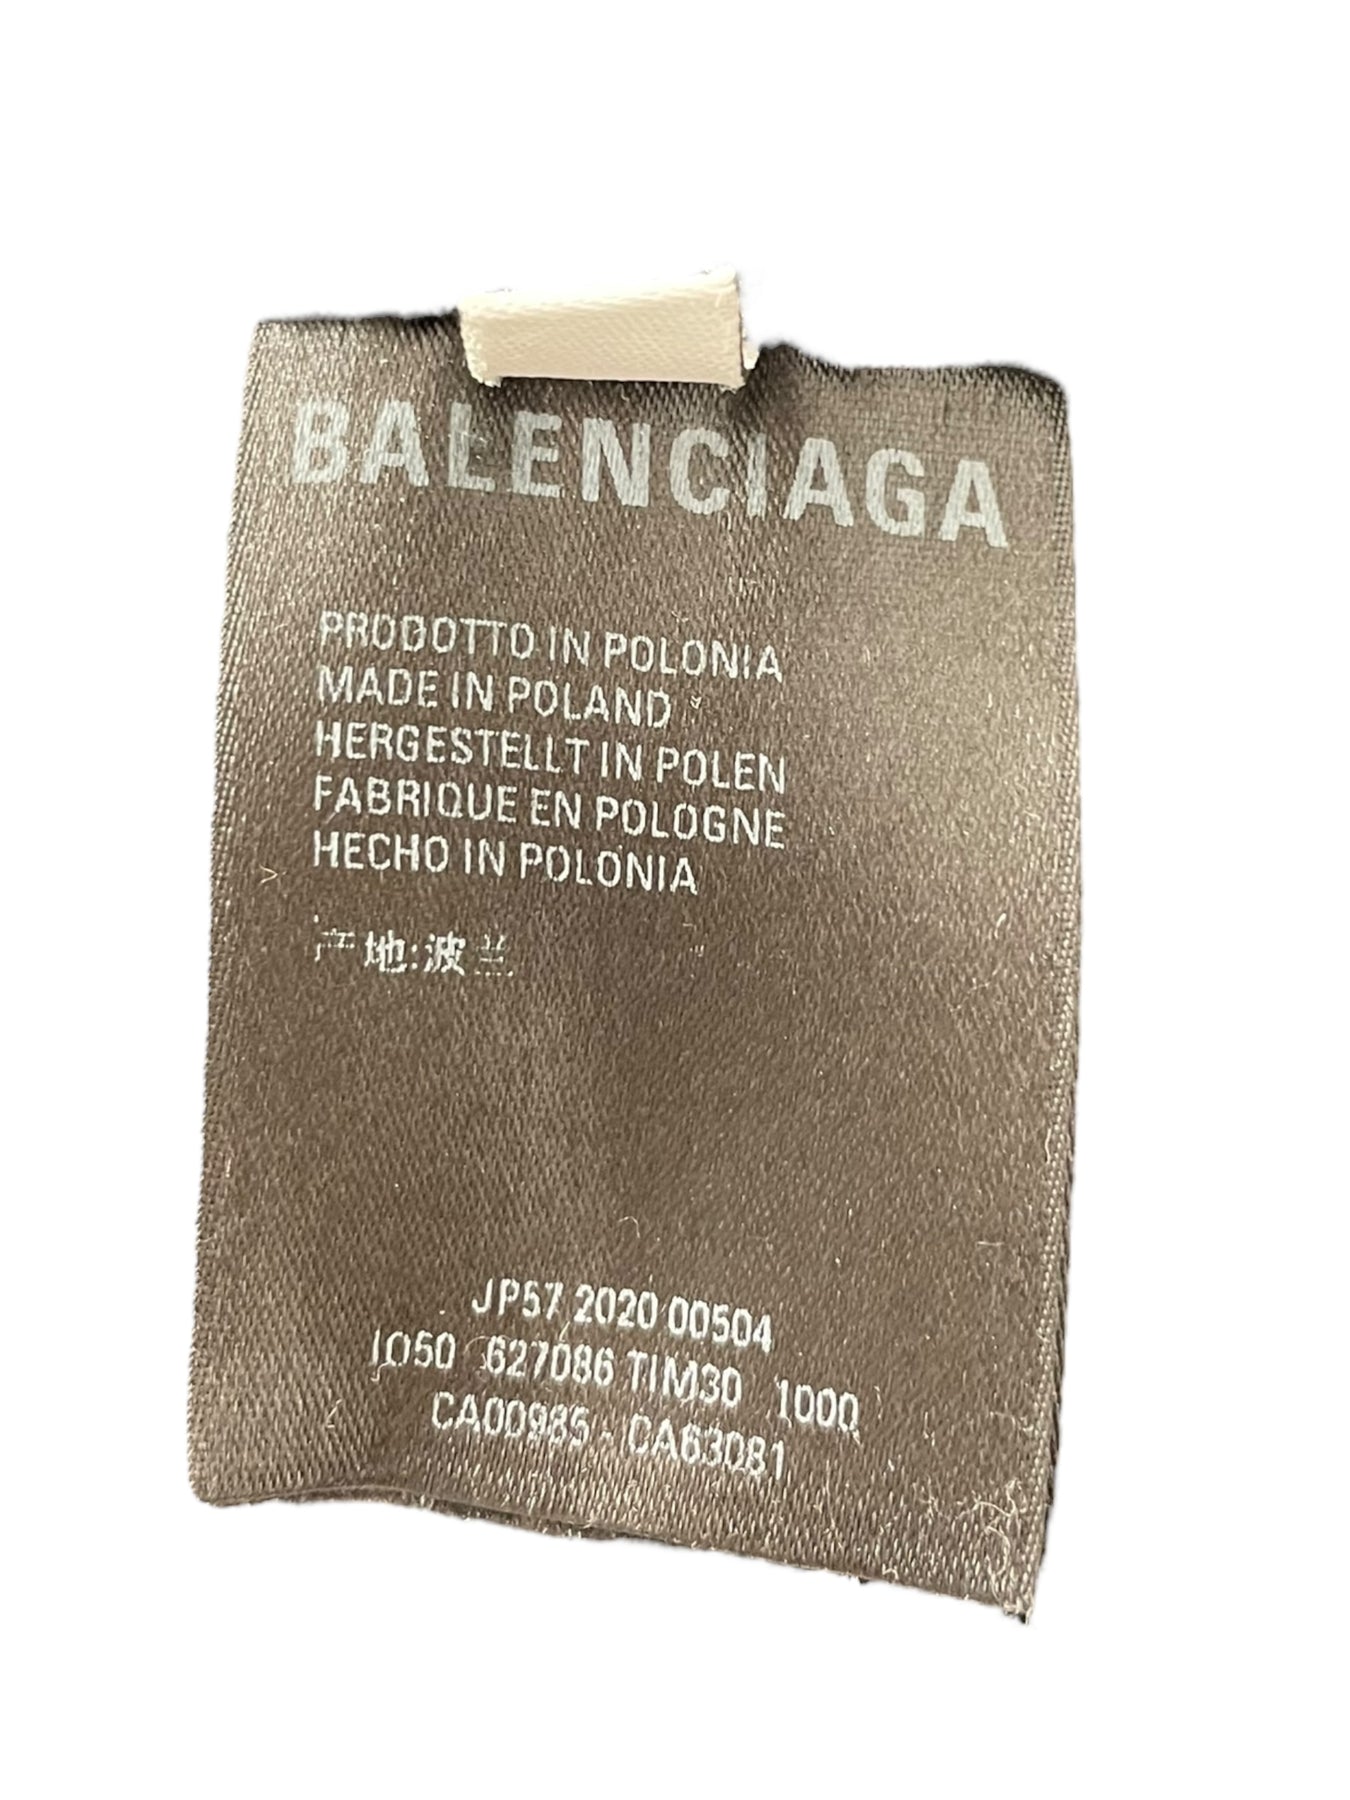 BALENCIAGA
PRODOTTO IN POLONIA
MADE IN POLAND
HERGESTELLT IN POLEN
FABRIQUE EN POLOGNE
HECHO IN POLONIA
产地:波兰
JP57 2020 00504
1050 627086 TIM30 1000
CA00985 - CA63081